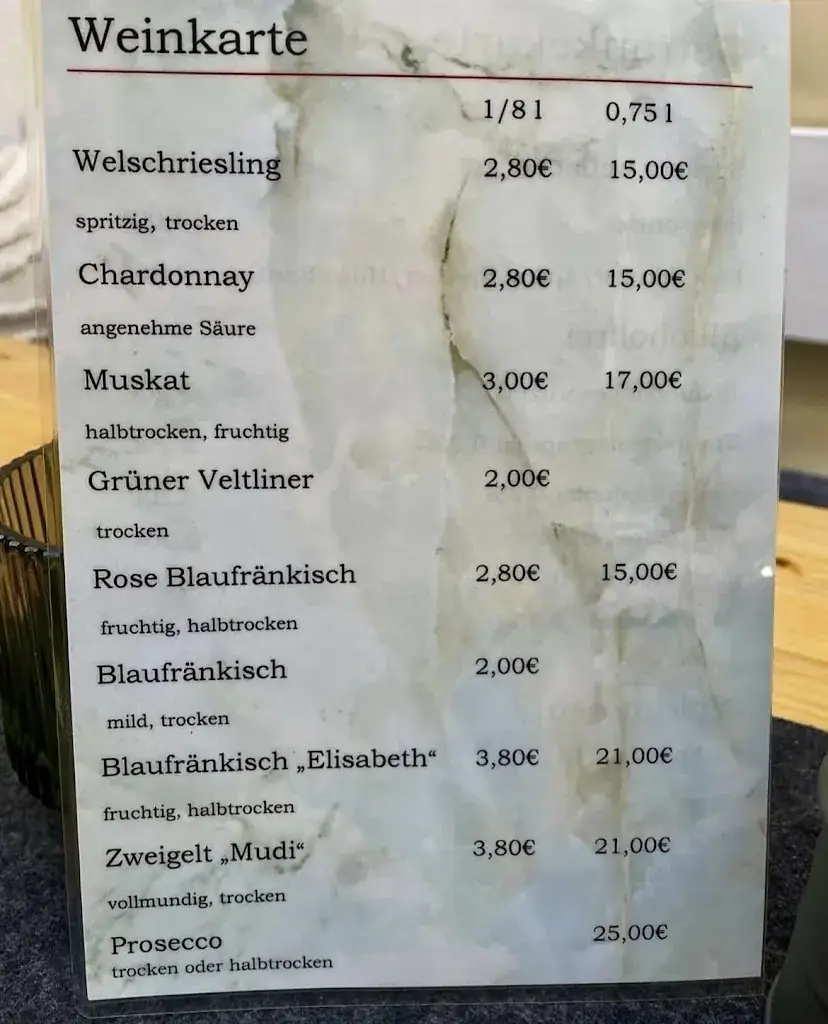 Weinkarte
1/8 l 0,75 l
Welschriesling 2,80€ 15,00€
spritzig, trocken
Chardonnay 2,80€ 15,00€
angenehme Säure
Muskat 3,00€ 17,00€
halbtrocken, fruchtig
Grüner Veltliner 2,00€
trocken
Rose Blaufränkisch 2,80€ 15,00€
fruchtig, halbtrocken
Blaufränkisch 2,00€
mild, trocken
Blaufränkisch „Elisabeth“ 3,80€ 21,00€
fruchtig, halbtrocken
Zweigelt „Mudi“ 3,80€ 21,00€
vollmundig, trocken
Prosecco 25,00€
trocken oder halbtrocken